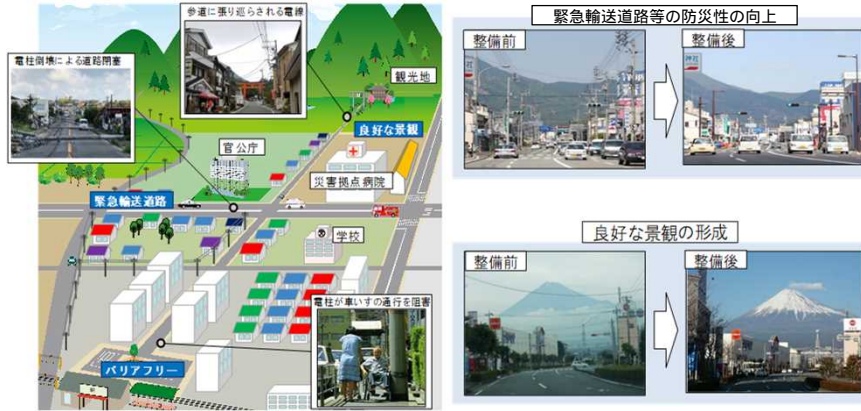 参道に張り巡らされる電線
電柱倒壊による道路閉塞
観光地
良好な景観
官公庁
災害拠点病院
緊急輸送道路
学校
電柱が車いすの通行を阻害
バリアフリー
駅
緊急輸送道路等の防災性の向上
整備前
整備後
良好な景観の形成
整備前
整備後